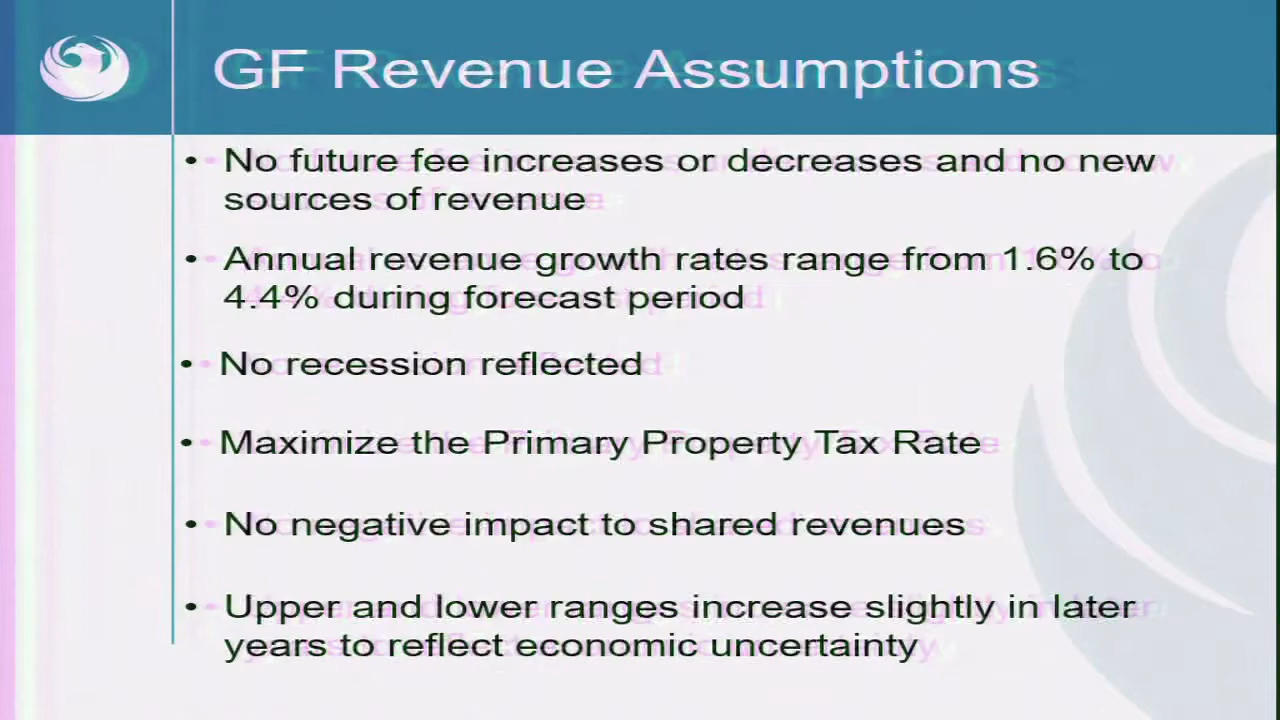 GF Revenue Assumptions
• No future fee increases or decreases and no new
sources of revenue
• Annual revenue growth rates range from 1.6% to
4.4% during forecast period
• No recession reflected
• Maximize the Primary Property Tax Rate
• No negative impact to shared revenues
• Upper and lower ranges increase slightly in later
years to reflect economic uncertainty